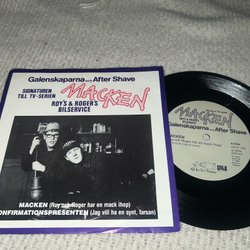 Galenskaparna och After Shave
SIGNATUREN
TILL TV-SERIEN
MACKEN
ROY'S & ROGER'S
BILSERVICE
MACKEN (Roy och Roger har en mack ihop)
KONFIRMATIONSPRESENTEN (Jag vill ha en synt, farsan)
MACKEN
Galenskaparna och After Shave
MACKEN